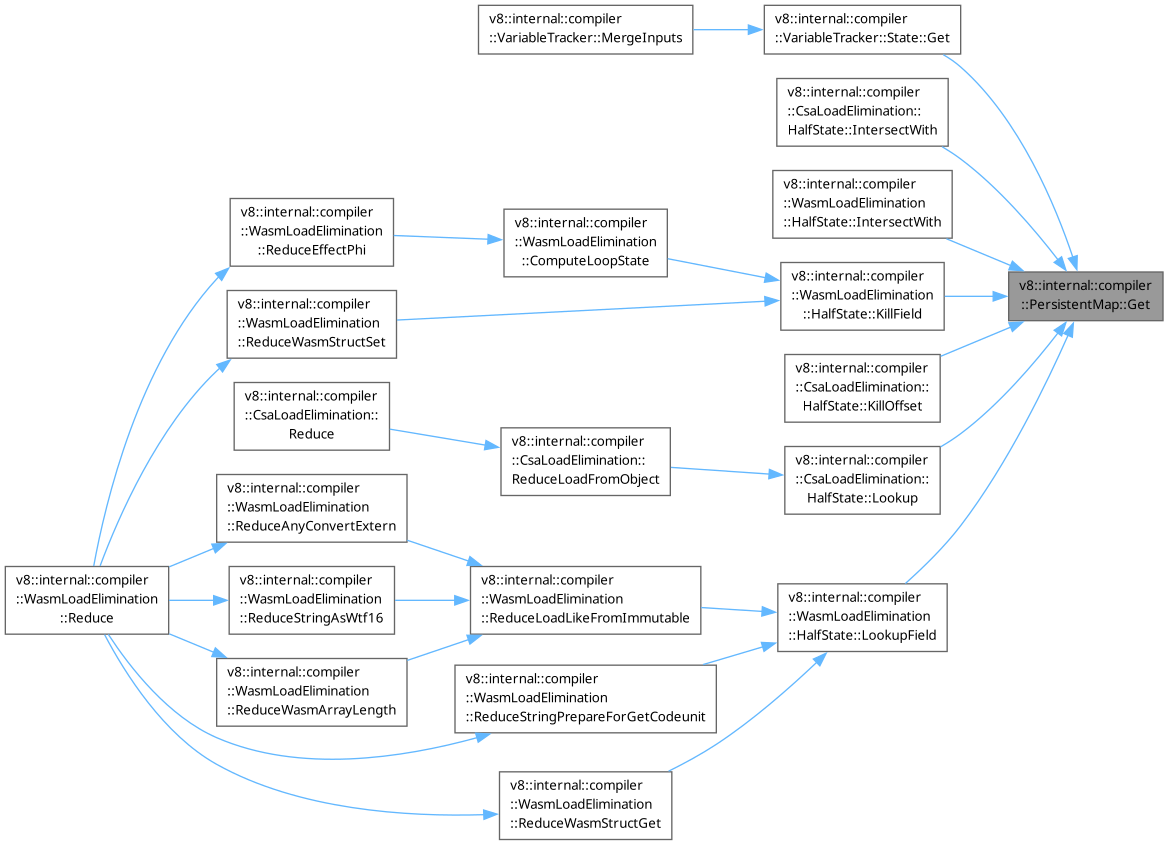 v8::internal::compiler
::VariableTracker::MergeInputs
v8::internal::compiler
::VariableTracker::State::Get
v8::internal::compiler
::CsaLoadElimination::
HalfState::IntersectWith
v8::internal::compiler
::WasmLoadElimination
::HalfState::IntersectWith
v8::internal::compiler
::WasmLoadElimination
::ReduceEffectPhi
v8::internal::compiler
::WasmLoadElimination
::ComputeLoopState
v8::internal::compiler
::WasmLoadElimination
::HalfState::KillField
v8::internal::compiler
::PersistentMap::Get
v8::internal::compiler
::WasmLoadElimination
::ReduceWasmStructSet
v8::internal::compiler
::CsaLoadElimination::
HalfState::KillOffset
v8::internal::compiler
::CsaLoadElimination::
Reduce
v8::internal::compiler
::CsaLoadElimination::
ReduceLoadFromObject
v8::internal::compiler
::CsaLoadElimination::
HalfState::Lookup
v8::internal::compiler
::WasmLoadElimination
::ReduceAnyConvertExtern
v8::internal::compiler
::WasmLoadElimination
::Reduce
v8::internal::compiler
::WasmLoadElimination
::ReduceStringAsWtf16
v8::internal::compiler
::WasmLoadElimination
::ReduceLoadLikeFromImmutable
v8::internal::compiler
::WasmLoadElimination
::HalfState::LookupField
v8::internal::compiler
::WasmLoadElimination
::ReduceWasmArrayLength
v8::internal::compiler
::WasmLoadElimination
::ReduceStringPrepareForGetCodeunit
v8::internal::compiler
::WasmLoadElimination
::ReduceWasmStructGet